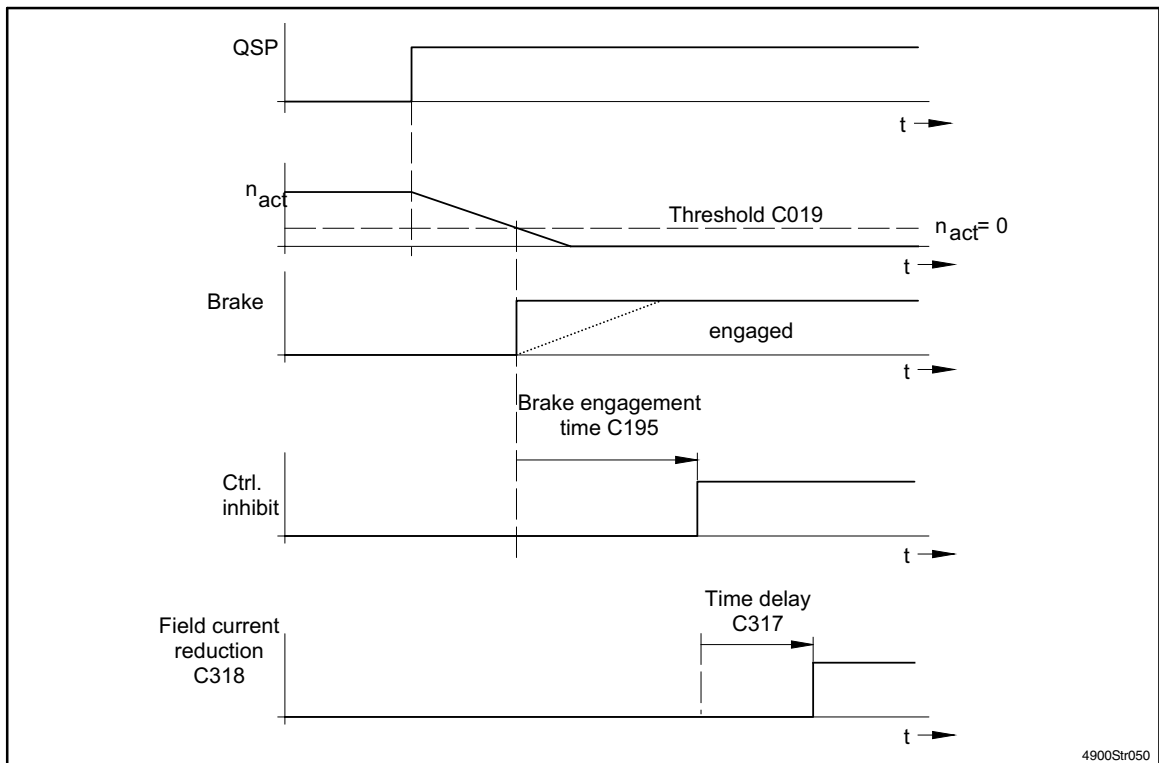 QSP
t
n act
Threshold C019
n act = 0
t
Brake
engaged
t
Brake engagement
time C195
Ctrl.
inhibit
t
Time delay
C317
Field current
reduction
C318
t
4900Str050